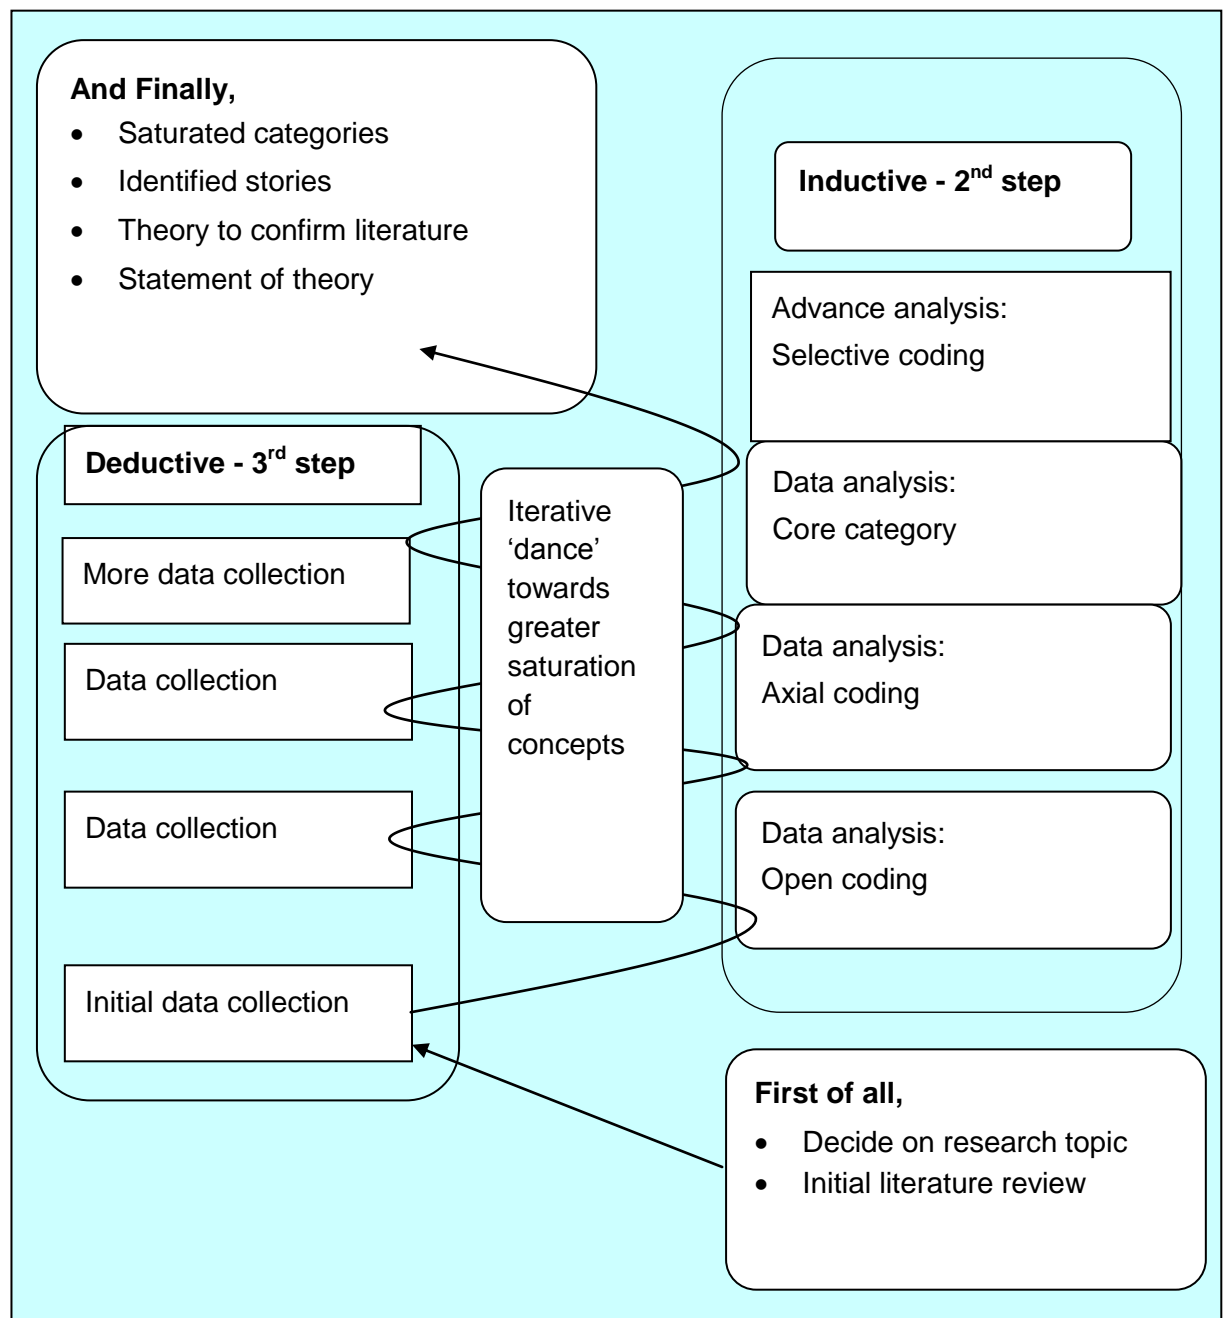 And Finally,
• Saturated categories
• Identified stories
• Theory to confirm literature
• Statement of theory
Inductive - 2nd step
Advance analysis:
Selective coding
Data analysis:
Core category
Data analysis:
Axial coding
Data analysis:
Open coding
Deductive - 3rd step
More data collection
Data collection
Data collection
Initial data collection
Iterative
‘dance’
towards
greater
saturation
of
concepts
First of all,
• Decide on research topic
• Initial literature review